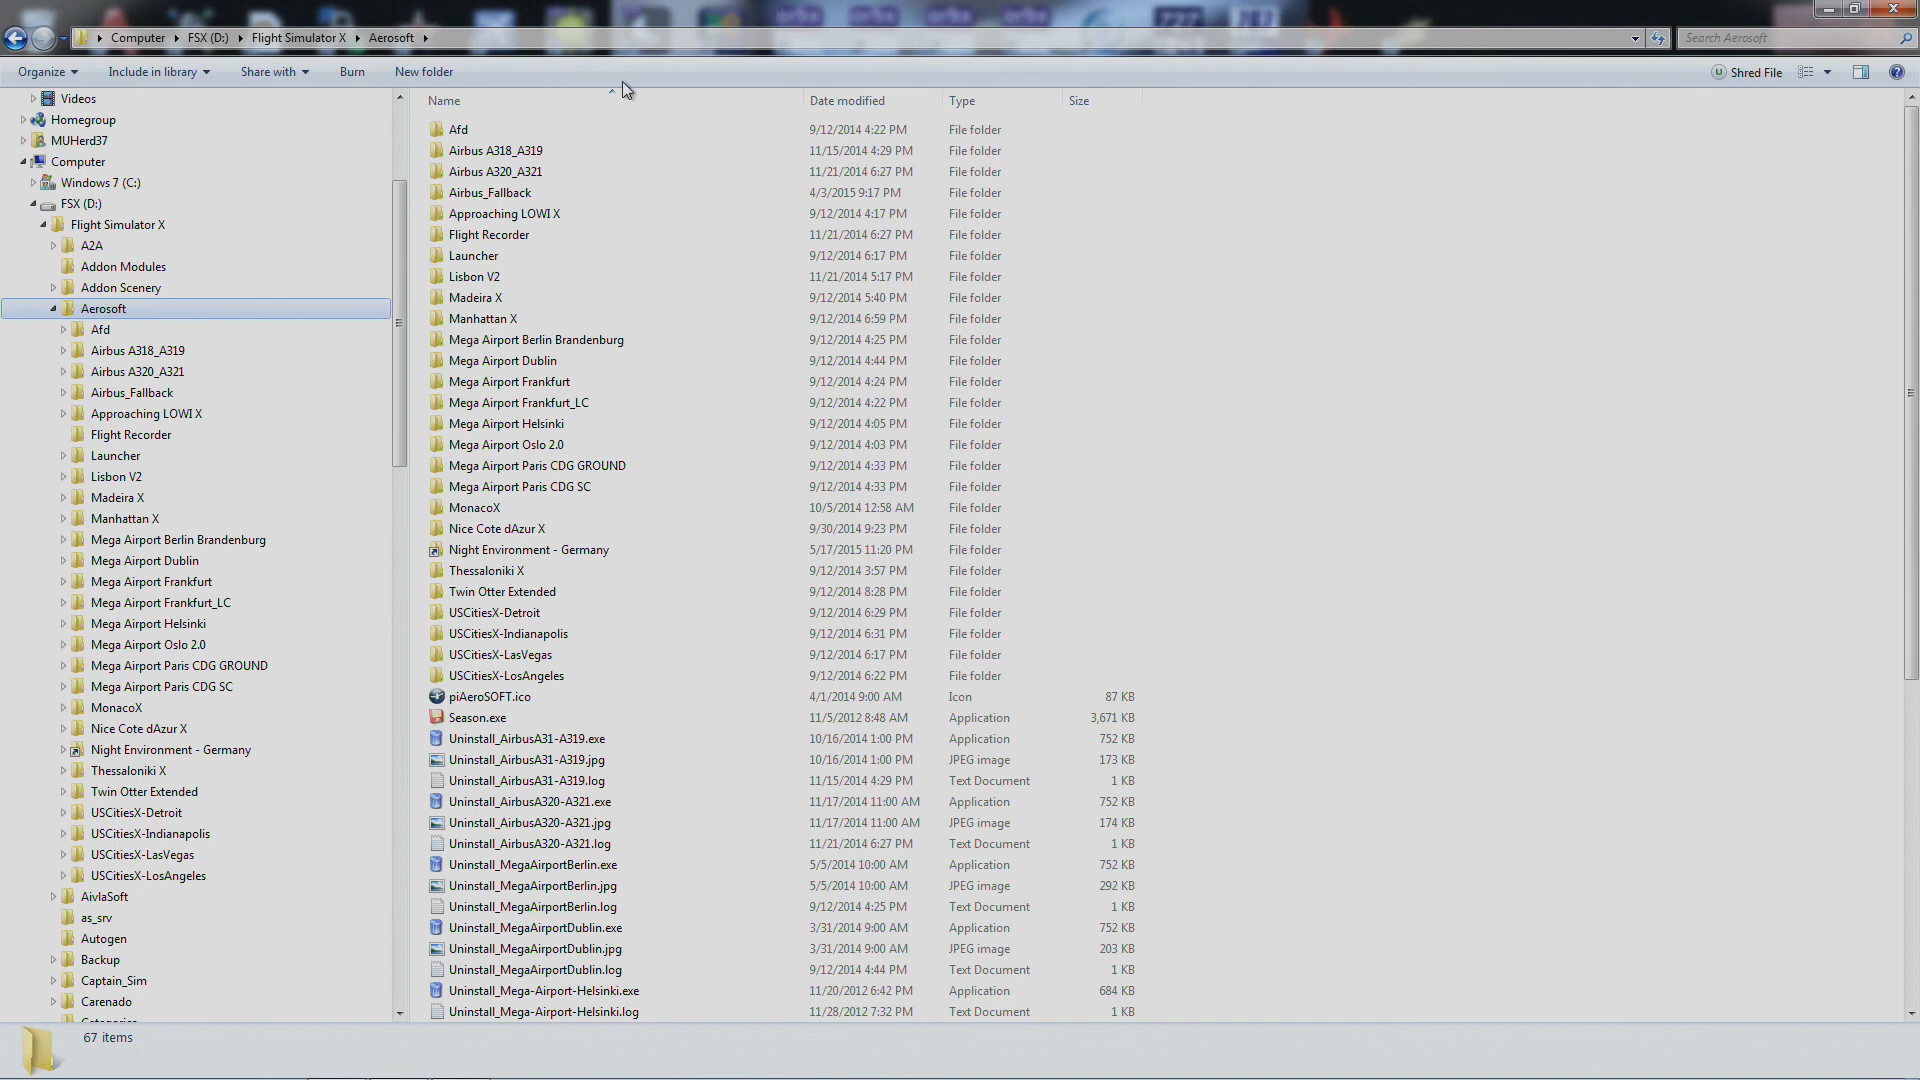 Computer FSX (D:) Flight Simulator X Aerosoft Search Aerosoft
Organize Include in library Share with Burn New folder Shred File
Videos
Homegroup
MUHerd37
Computer
Windows 7 (C:)
FSX (D:)
Flight Simulator X
A2A
Addon Modules
Addon Scenery
Aerosoft
Afd
Airbus A318_A319
Airbus A320_A321
Airbus_Fallback
Approaching LOWI X
Flight Recorder
Launcher
Lisbon V2
Madeira X
Manhattan X
Mega Airport Berlin Brandenburg
Mega Airport Dublin
Mega Airport Frankfurt
Mega Airport Frankfurt_LC
Mega Airport Helsinki
Mega Airport Oslo 2.0
Mega Airport Paris CDG GROUND
Mega Airport Paris CDG SC
MonacoX
Nice Cote dAzur X
Night Environment - Germany
Thessaloniki X
Twin Otter Extended
USCitiesX-Detroit
USCitiesX-Indianapolis
USCitiesX-LasVegas
USCitiesX-LosAngeles
AivlaSoft
as_srv
Autogen
Backup
Captain_Sim
Carenado
Name Date modified Type Size
Afd 9/12/2014 4:22 PM File folder
Airbus A318_A319 11/15/2014 4:29 PM File folder
Airbus A320_A321 11/21/2014 6:27 PM File folder
Airbus_Fallback 4/3/2015 9:17 PM File folder
Approaching LOWI X 9/12/2014 4:17 PM File folder
Flight Recorder 11/21/2014 6:27 PM File folder
Launcher 9/12/2014 6:17 PM File folder
Lisbon V2 11/21/2014 5:17 PM File folder
Madeira X 9/12/2014 5:40 PM File folder
Manhattan X 9/12/2014 6:59 PM File folder
Mega Airport Berlin Brandenburg 9/12/2014 4:25 PM File folder
Mega Airport Dublin 9/12/2014 4:44 PM File folder
Mega Airport Frankfurt 9/12/2014 4:24 PM File folder
Mega Airport Frankfurt_LC 9/12/2014 4:22 PM File folder
Mega Airport Helsinki 9/12/2014 4:05 PM File folder
Mega Airport Oslo 2.0 9/12/2014 4:03 PM File folder
Mega Airport Paris CDG GROUND 9/12/2014 4:33 PM File folder
Mega Airport Paris CDG SC 9/12/2014 4:33 PM File folder
MonacoX 10/5/2014 12:58 AM File folder
Nice Cote dAzur X 9/30/2014 9:23 PM File folder
Night Environment - Germany 5/17/2015 11:20 PM File folder
Thessaloniki X 9/12/2014 3:57 PM File folder
Twin Otter Extended 9/12/2014 8:28 PM File folder
USCitiesX-Detroit 9/12/2014 6:29 PM File folder
USCitiesX-Indianapolis 9/12/2014 6:31 PM File folder
USCitiesX-LasVegas 9/12/2014 6:17 PM File folder
USCitiesX-LosAngeles 9/12/2014 6:22 PM File folder
piAeroSOFT.ico 4/1/2014 9:00 AM Icon 87 KB
Season.exe 11/5/2012 8:48 AM Application 3,671 KB
Uninstall_AirbusA31-A319.exe 10/16/2014 1:00 PM Application 752 KB
Uninstall_AirbusA31-A319.jpg 10/16/2014 1:00 PM JPEG image 173 KB
Uninstall_AirbusA31-A319.log 11/15/2014 4:29 PM Text Document 1 KB
Uninstall_AirbusA320-A321.exe 11/17/2014 11:00 AM Application 752 KB
Uninstall_AirbusA320-A321.jpg 11/17/2014 11:00 AM JPEG image 174 KB
Uninstall_AirbusA320-A321.log 11/21/2014 6:27 PM Text Document 1 KB
Uninstall_MegaAirportBerlin.exe 5/5/2014 10:00 AM Application 752 KB
Uninstall_MegaAirportBerlin.jpg 5/5/2014 10:00 AM JPEG image 292 KB
Uninstall_MegaAirportBerlin.log 9/12/2014 4:25 PM Text Document 1 KB
Uninstall_MegaAirportDublin.exe 3/31/2014 9:00 AM Application 752 KB
Uninstall_MegaAirportDublin.jpg 3/31/2014 9:00 AM JPEG image 203 KB
Uninstall_MegaAirportDublin.log 9/12/2014 4:44 PM Text Document 1 KB
Uninstall_Mega-Airport-Helsinki.exe 11/20/2012 6:42 PM Application 684 KB
Uninstall_Mega-Airport-Helsinki.log 11/28/2012 7:32 PM Text Document 1 KB
67 items